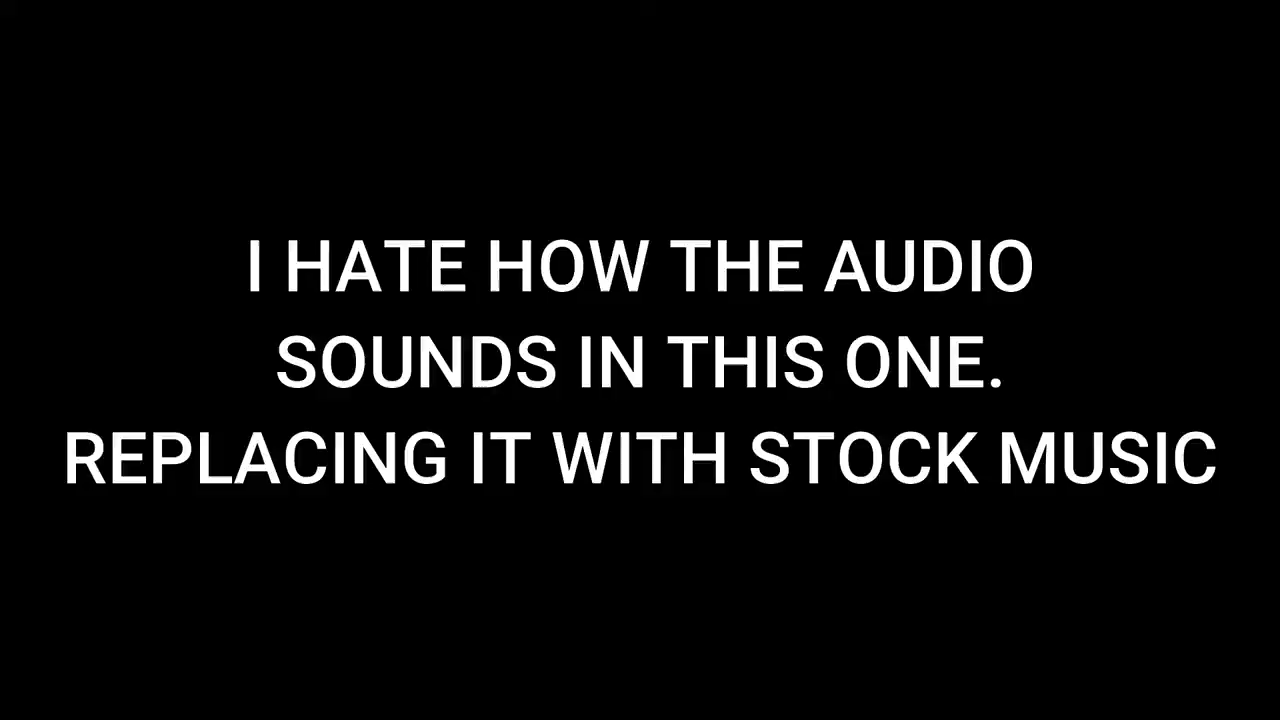 I HATE HOW THE AUDIO
SOUNDS IN THIS ONE.
REPLACING IT WITH STOCK MUSIC